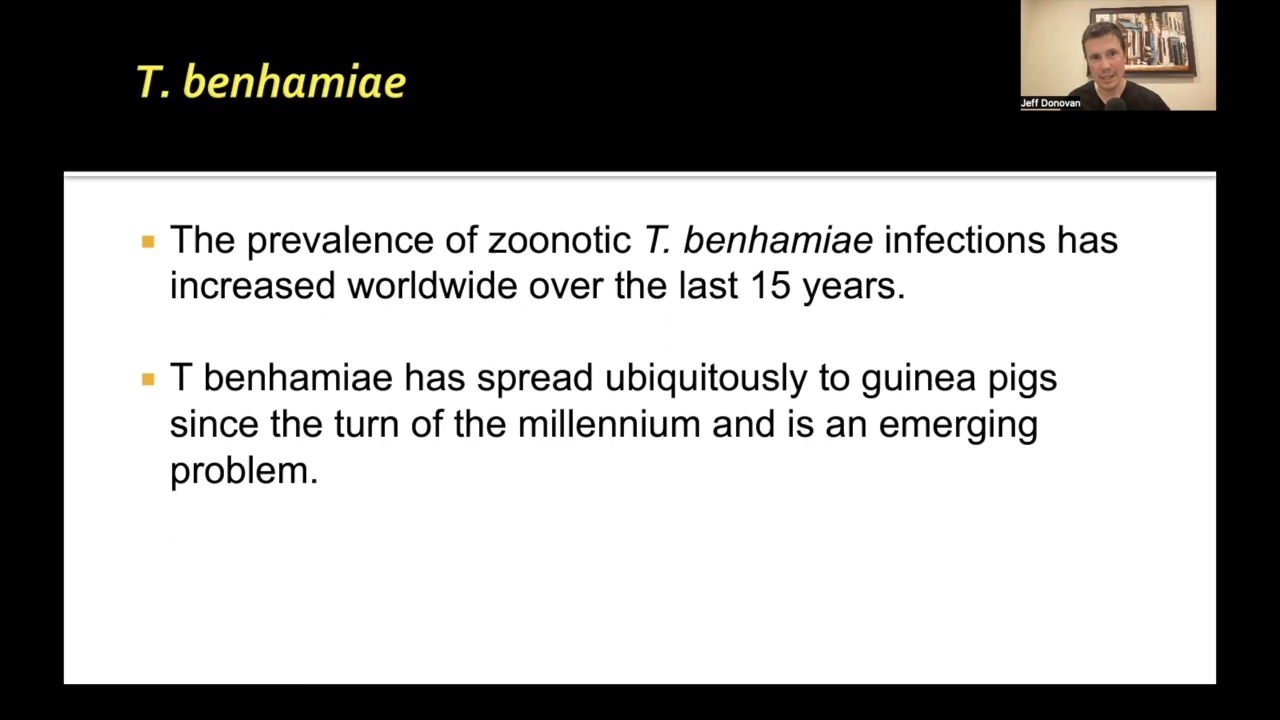 T. benhamiae
Jeff Donovan
The prevalence of zoonotic T. benhamiae infections has
increased worldwide over the last 15 years.
T benhamiae has spread ubiquitously to guinea pigs
since the turn of the millennium and is an emerging
problem.